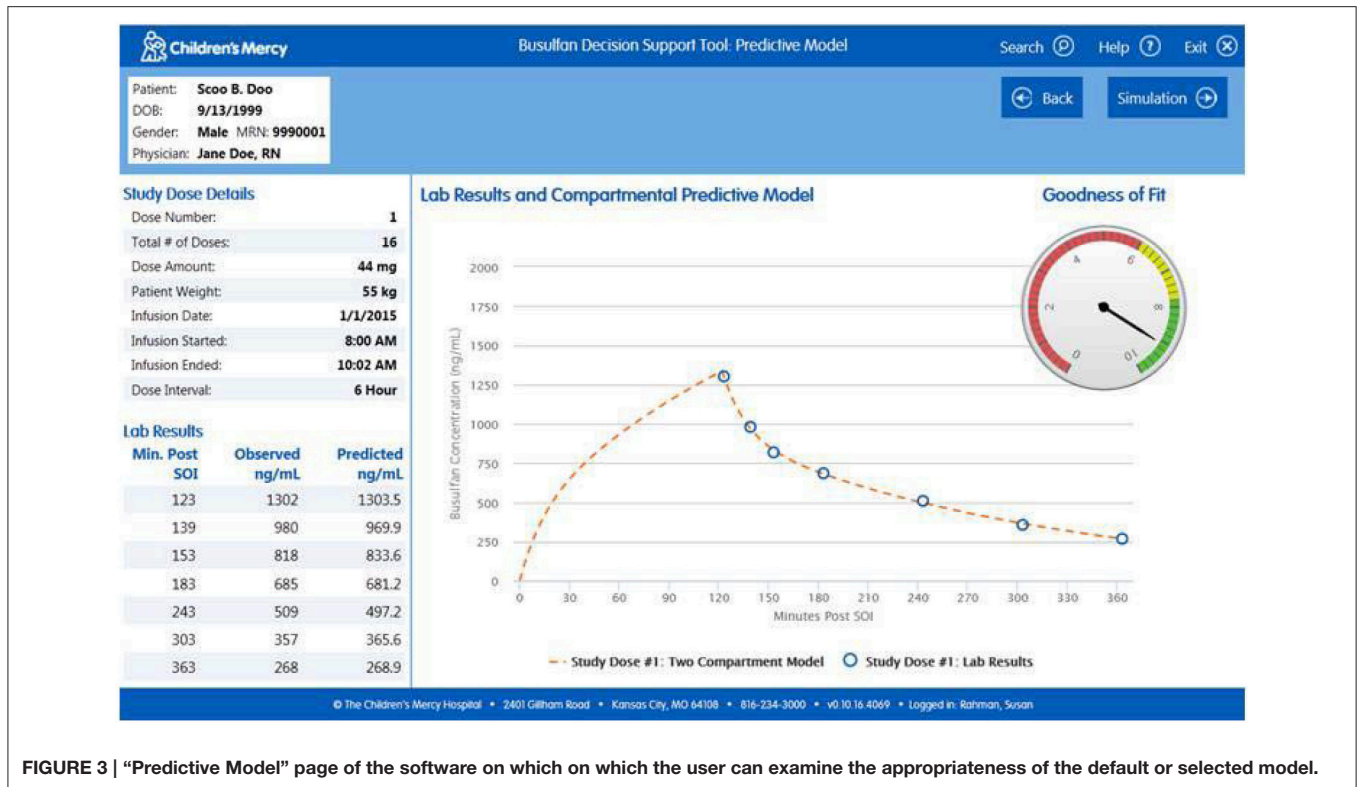 Children's Mercy
Busulfan Decision Support Tool: Predictive Model
Search Help ? Exit
Patient: Scoo B. Doo
DOB: 9/13/1999
Gender: Male MRN: 9990001
Physician: Jane Doe, RN
Back
Simulation
Study Dose Details
Dose Number: 1
Total # of Doses: 16
Dose Amount: 44 mg
Patient Weight: 55 kg
Infusion Date: 1/1/2015
Infusion Started: 8:00 AM
Infusion Ended: 10:02 AM
Dose Interval: 6 Hour
Lab Results
Min. Post Observed Predicted
SOI ng/mL ng/mL
123 1302 1303.5
139 980 969.9
153 818 833.6
183 685 681.2
243 509 497.2
303 357 365.6
363 268 268.9
Lab Results and Compartmental Predictive Model
Busulfan Concentration (ng/mL)
2000
1750
1500
1250
1000
750
500
250
0
0 30 60 90 120 150 180 210 240 270 300 330 360
Minutes Post SOI
Study Dose #1: Two Compartment Model Study Dose #1: Lab Results
Goodness of Fit
0 2 4 6 8 10
© The Children's Mercy Hospital • 2401 Gillham Road • Kansas City, MO 64108 • 816-234-3000 • v0.10.16.4069 • Logged in: Rahman, Susan
FIGURE 3 | “Predictive Model” page of the software on which on which the user can examine the appropriateness of the default or selected model.